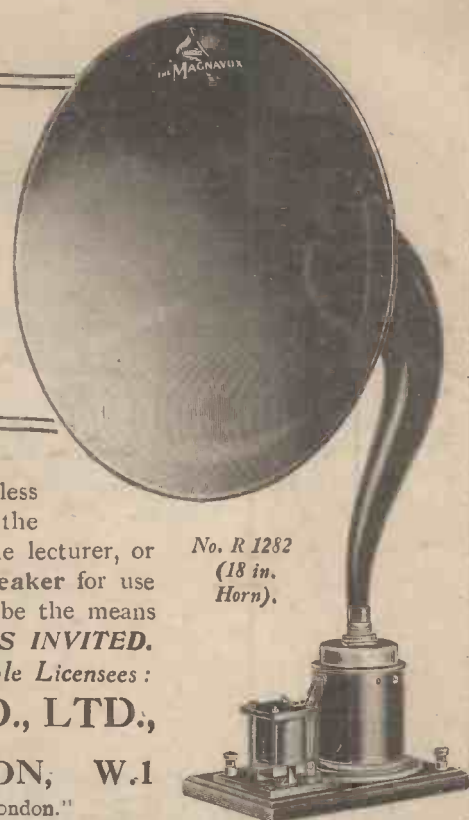 THE MAGNAVOX
less
the
e lecturer, or
eaker for use
be the means
S INVITED.
ole Licensees:
O., LTD.,
ON, W.1
ondon."
No. R 1282
(18 in.
Horn).